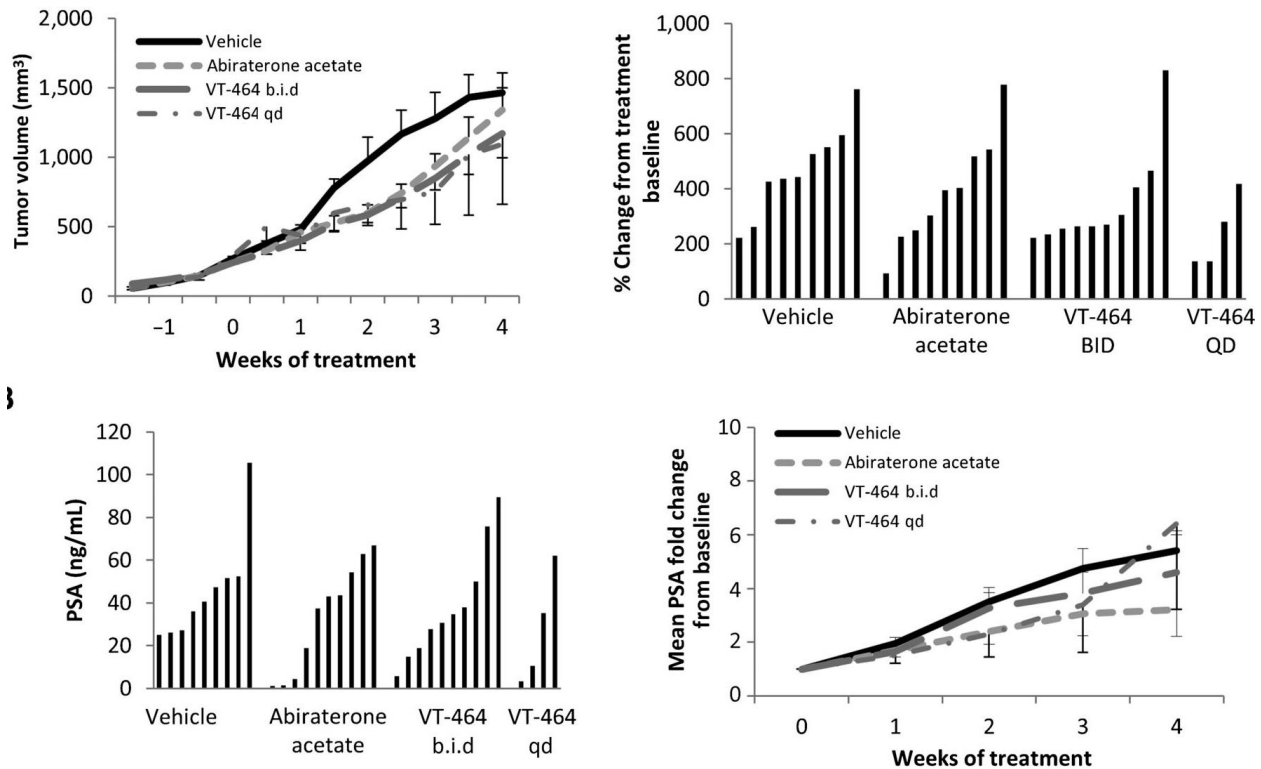 2,000
1,500
1,000
500
0
Tumor volume (mm³)
Vehicle
Abiraterone acetate
VT-464 b.i.d
VT-464 qd
−1 0 1 2 3 4
Weeks of treatment
1,000
800
600
400
200
0
% Change from treatment
baseline
Vehicle
Abiraterone
acetate
VT-464
BID
VT-464
QD
120
100
80
60
40
20
0
PSA (ng/mL)
Vehicle
Abiraterone
acetate
VT-464
b.i.d
VT-464
qd
10
8
6
4
2
0
Mean PSA fold change
from baseline
Vehicle
Abiraterone acetate
VT-464 b.i.d
VT-464 qd
0 1 2 3 4
Weeks of treatment